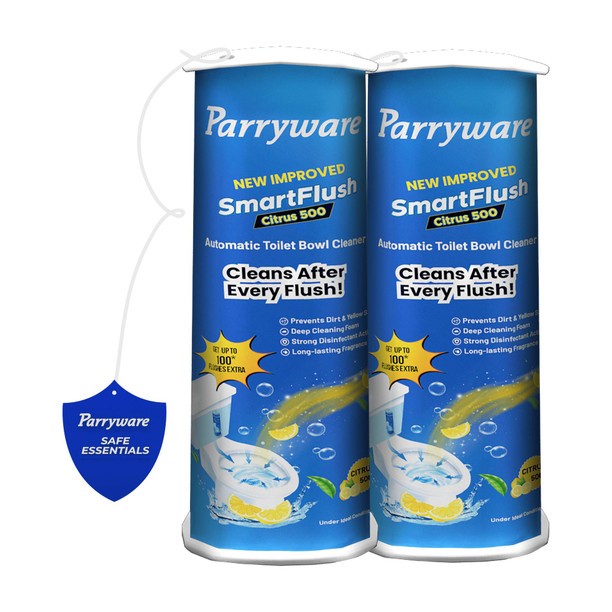 Parryware
NEW IMPROVED
SmartFlush
Citrus 500
Automatic Toilet Bowl Cleaner
Cleans After
Every Flush!
Prevents Dirt & Yellow
Deep Cleaning Foam
Strong Disinfectant
Long-lasting Fragrance
GET UP TO
100*
FLUSHES EXTRA
CITRUS
Under Ideal
Parryware
NEW IMPROVED
SmartFlush
Citrus 500
Automatic Toilet Bowl Cleaner
Cleans After
Every Flush!
Prevents Dirt & Yellow
Deep Cleaning Foam
Strong Disinfectant
Long-lasting Fragrance
GET UP TO
100*
FLUSHES EXTRA
CITRUS
Under Ideal
Parryware
SAFE
ESSENTIALS